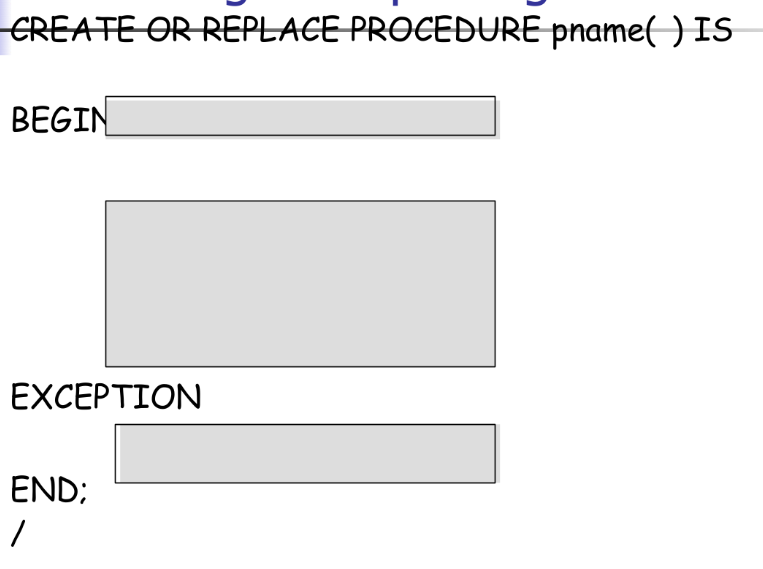 CREATE OR REPLACE PROCEDURE pname( ) IS
BEGIN
EXCEPTION
END;
/